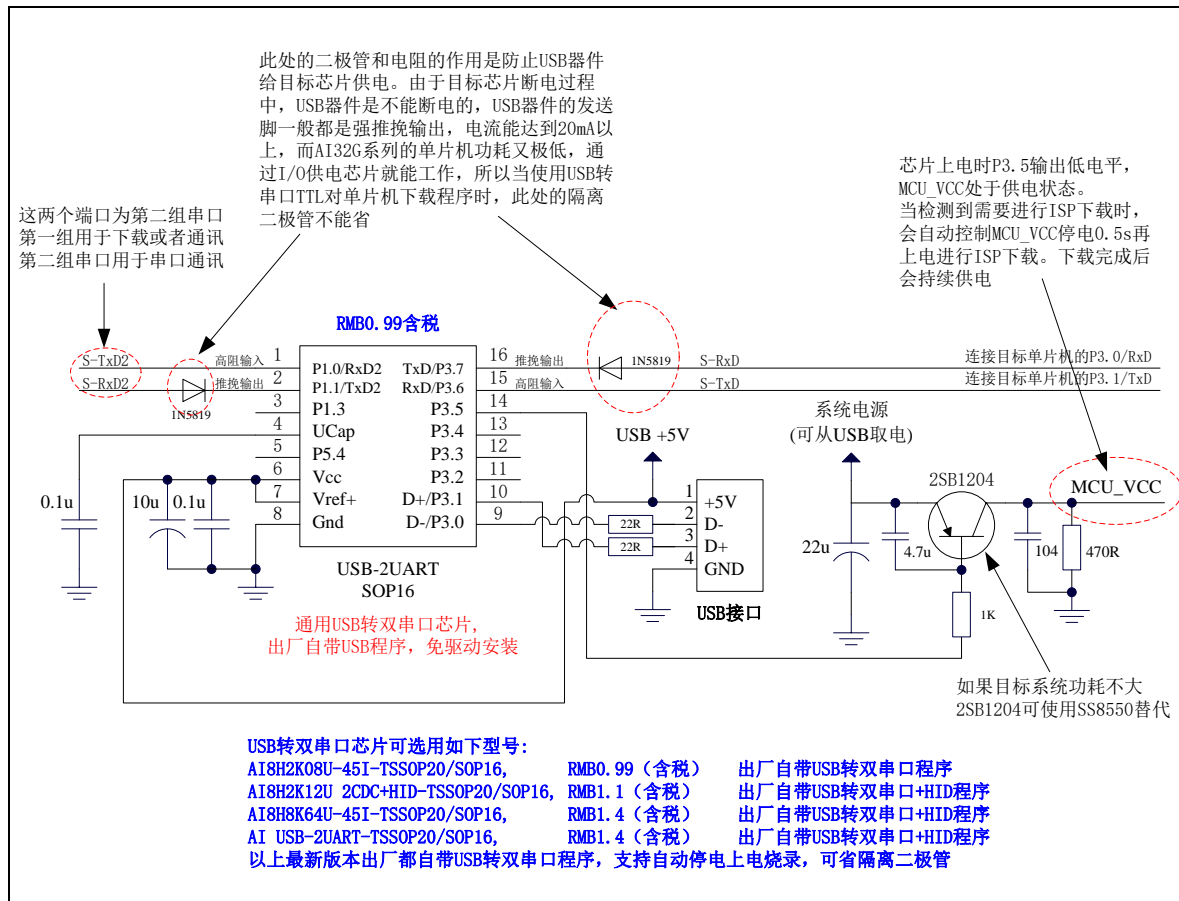 此处的二极管和电阻的作用是防止USB器件
给目标芯片供电。由于目标芯片断电过程
中，USB器件是不能断电的，USB器件的发送
脚一般都是强推挽输出，电流能达到20mA以
上，而AI32G系列的单片机功耗又极低，通
过I/O供电芯片就能工作，所以当使用USB转
串口TTL对单片机下载程序时，此处的隔离
二极管不能省
芯片上电时P3.5输出低电平，
MCU_VCC处于供电状态。
当检测到需要进行ISP下载时，
会自动控制MCU_VCC停电0.5s再
上电进行ISP下载。下载完成后
会持续供电
这两个端口为第二组串口
第一组用于下载或者通讯
第二组串口用于串口通讯
RMB0.99含税
S-TxD2
高阻输入
1
P1.0/RxD2
TxD/P3.7
16
推挽输出
1N5819
S-RxD
连接目标单片机的P3.0/RxD
S-RxD2
1N5819
推挽输出
2
P1.1/TxD2
RxD/P3.6
15
高阻输入
S-TxD
连接目标单片机的P3.1/TxD
3
P1.3
P3.5
14
4
UCap
P3.4
13
5
P5.4
P3.3
12
6
Vcc
P3.2
11
7
Vref+
D+/P3.1
10
8
Gnd
D-/P3.0
9
0.1u
10u
0.1u
USB-2UART
SOP16
通用USB转双串口芯片，
出厂自带USB程序，免驱动安装
USB +5V
22R
22R
1
+5V
2
D-
3
D+
4
GND
USB接口
系统电源
(可从USB取电)
2SB1204
MCU_VCC
22u
4.7u
104
470R
1K
如果目标系统功耗不大
2SB1204可使用SS8550替代
USB转双串口芯片可选用如下型号:
AI8H2K08U-45I-TSSOP20/SOP16, RMB0.99（含税） 出厂自带USB转双串口程序
AI8H2K12U 2CDC+HID-TSSOP20/SOP16, RMB1.1（含税） 出厂自带USB转双串口+HID程序
AI8H8K64U-45I-TSSOP20/SOP16, RMB1.4（含税） 出厂自带USB转双串口+HID程序
AI USB-2UART-TSSOP20/SOP16, RMB1.4（含税） 出厂自带USB转双串口+HID程序
以上最新版本出厂都自带USB转双串口程序，支持自动停电上电烧录，可省隔离二极管